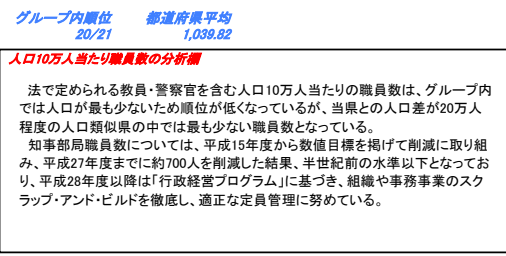 グループ内順位 都道府県平均
20/21 1,039.82
人口10万人当たり職員数の分析欄
法で定められる教員・警察官を含む人口10万人当たりの職員数は、グループ内
では人口が最も少ないため順位が低くなっているが、当県との人口差が20万人
程度の人口類似県の中では最も少ない職員数となっている。
知事部局職員数については、平成15年度から数値目標を掲げて削減に取り組
み、平成27年度までに約700人を削減した結果、半世紀前の水準以下となってお
り、平成28年度以降は「行政経営プログラム」に基づき、組織や事務事業のスク
ラップ・アンド・ビルドを徹底し、適正な定員管理に努めている。